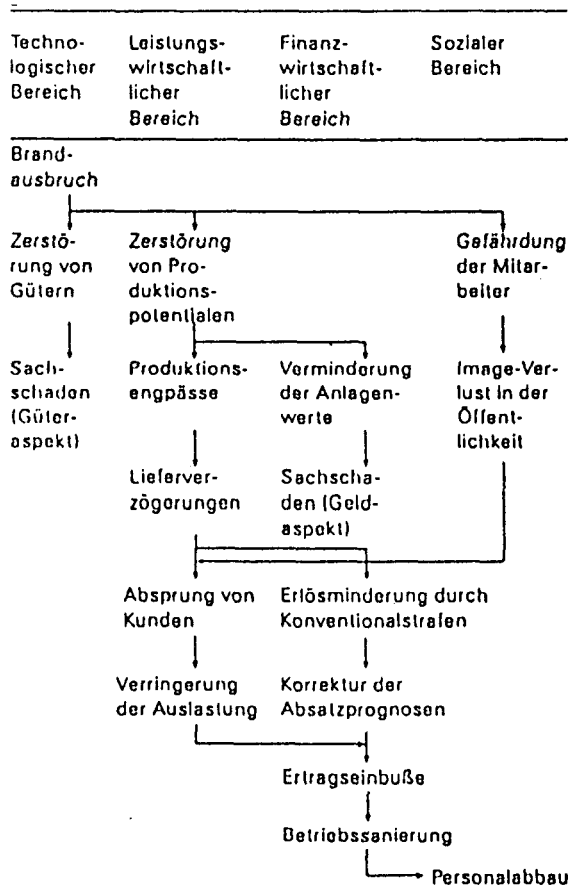 Techno-
logischer
Bereich
Leistungs-
wirtschaft-
licher
Bereich
Finanz-
wirtschaft-
licher
Bereich
Sozialer
Bereich
Brand-
ausbruch
Zerstö-
rung von
Gütern
Zerstörung
von Pro-
duktions-
potentialen
Gefährdung
der Mitar-
beiter
Sach-
schaden
(Güter-
aspekt)
Produktions-
engpässe
Verminderung
der Anlagen-
werte
Image-Ver-
lust in der
Öffent-
lichkeit
Lieferver-
zögerungen
Sachscha-
den (Geld-
aspekt)
Absprung von
Kunden
Erlösminderung durch
Konventionalstrafen
Verringerung
der Auslastung
Korrektur der
Absatzprognosen
Ertragseinbuße
Betriebssanierung
Personalabbau